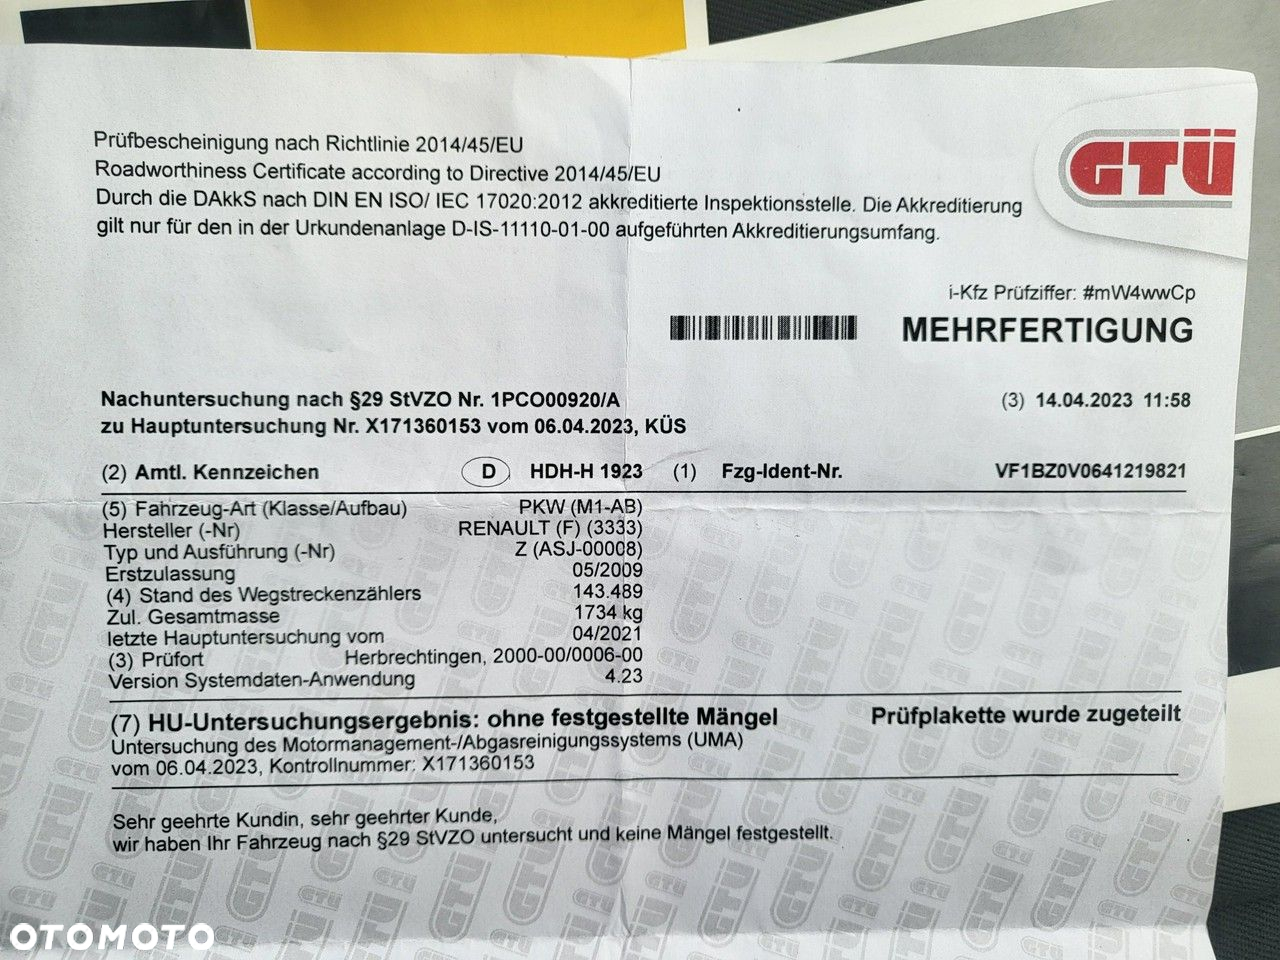 Prüfbescheinigung nach Richtlinie 2014/45/EU
Roadworthiness Certificate according to Directive 2014/45/EU
Durch die DAkkS nach DIN EN ISO/ IEC 17020:2012 akkreditierte Inspektionsstelle. Die Akkreditierung
gilt nur für den in der Urkundenanlage D-IS-11110-01-00 aufgeführten Akkreditierungsumfang.
GTÜ
i-Kfz Prüfziffer: #mW4wwCp
MEHRFERTIGUNG
Nachuntersuchung nach §29 StVZO Nr. 1PCO00920/A (3) 14.04.2023 11:58
zu Hauptuntersuchung Nr. X171360153 vom 06.04.2023, KÜS
(2) Amtl. Kennzeichen D HDH-H 1923 (1) Fzg-Ident-Nr. VF1BZ0V0641219821
(5) Fahrzeug-Art (Klasse/Aufbau) PKW (M1-AB)
Hersteller (-Nr) RENAULT (F) (3333)
Typ und Ausführung (-Nr) Z (ASJ-00008)
Erstzulassung 05/2009
(4) Stand des Wegstreckenzählers 143.489
Zul. Gesamtmasse 1734 kg
letzte Hauptuntersuchung vom 04/2021
(3) Prüfort Herbrechtingen, 2000-00/0006-00
Version Systemdaten-Anwendung 4.23
(7) HU-Untersuchungsergebnis: ohne festgestellte Mängel Prüfplakette wurde zugeteilt
Untersuchung des Motormanagement-/Abgasreinigungssystems (UMA)
vom 06.04.2023, Kontrollnummer: X171360153
Sehr geehrte Kundin, sehr geehrter Kunde,
wir haben Ihr Fahrzeug nach §29 StVZO untersucht und keine Mängel festgestellt.
OTOMOTO